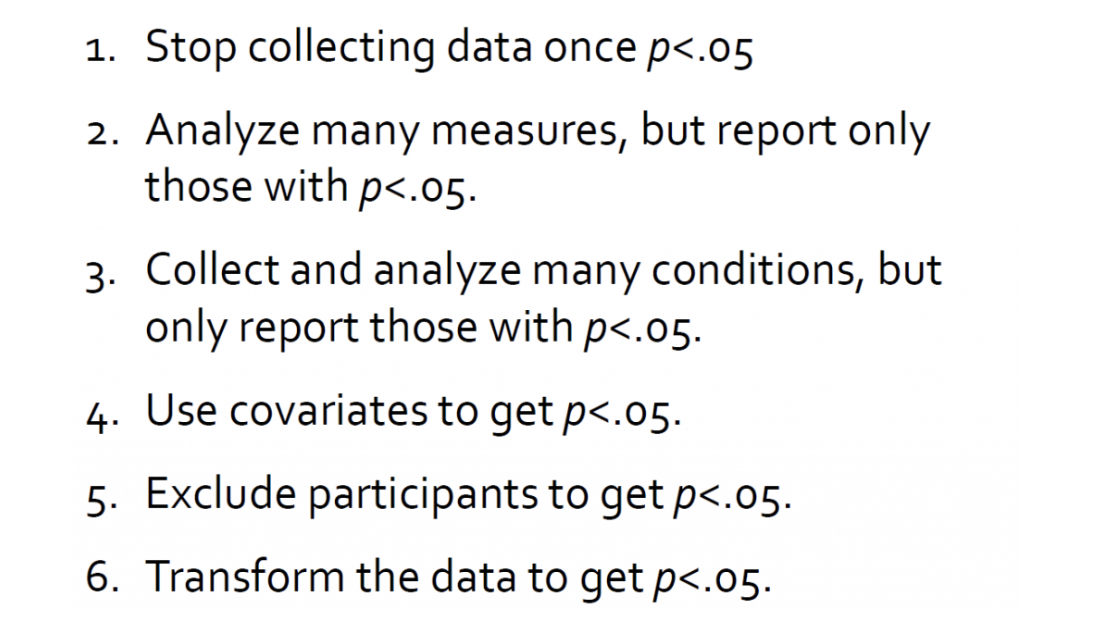 1. Stop collecting data once p<.05
2. Analyze many measures, but report only
those with p<.05.
3. Collect and analyze many conditions, but
only report those with p<.05.
4. Use covariates to get p<.05.
5. Exclude participants to get p<.05.
6. Transform the data to get p<.05.